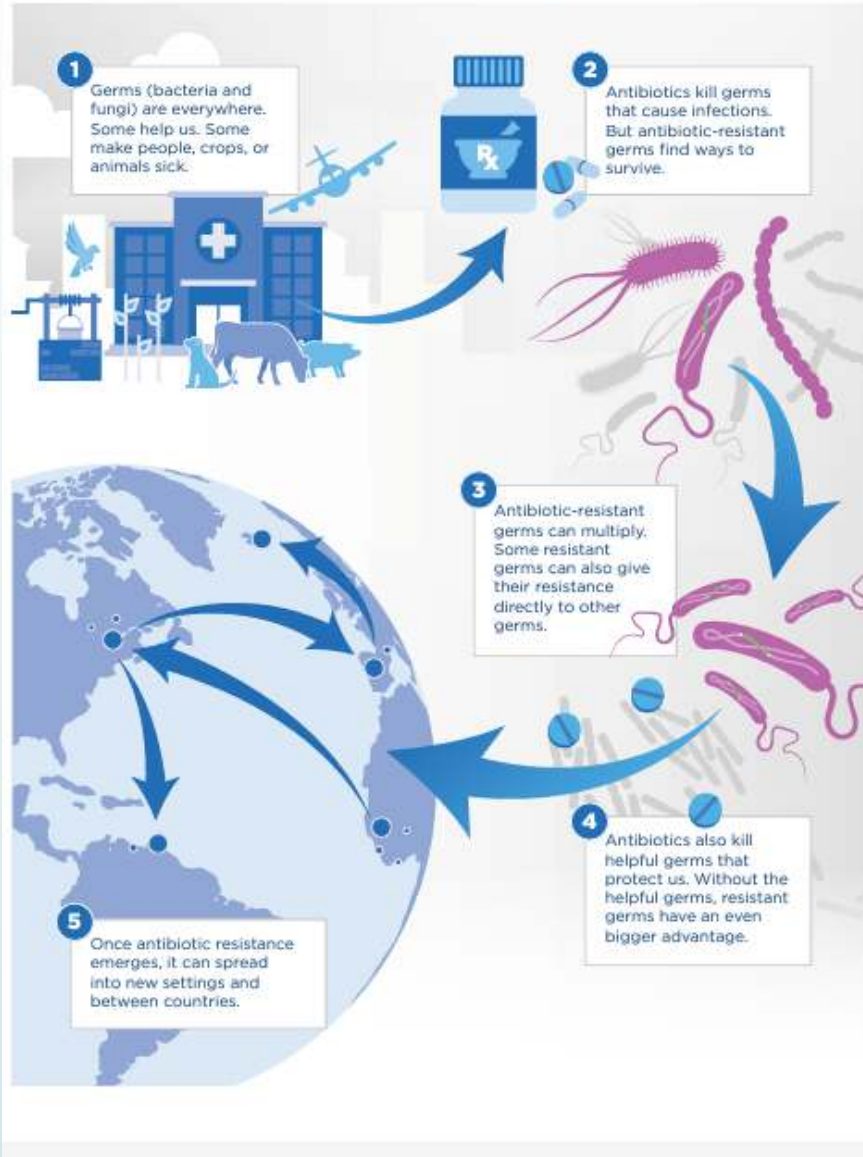 1
Germs (bacteria and
fungi) are everywhere.
Some help us. Some
make people, crops, or
animals sick.
Rx
2
Antibiotics kill germs
that cause infections.
But antibiotic-resistant
germs find ways to
survive.
3
Antibiotic-resistant
germs can multiply.
Some resistant
germs can also give
their resistance
directly to other
germs.
4
Antibiotics also kill
helpful germs that
protect us. Without the
helpful germs, resistant
germs have an even
bigger advantage.
5
Once antibiotic resistance
emerges, it can spread
into new settings and
between countries.